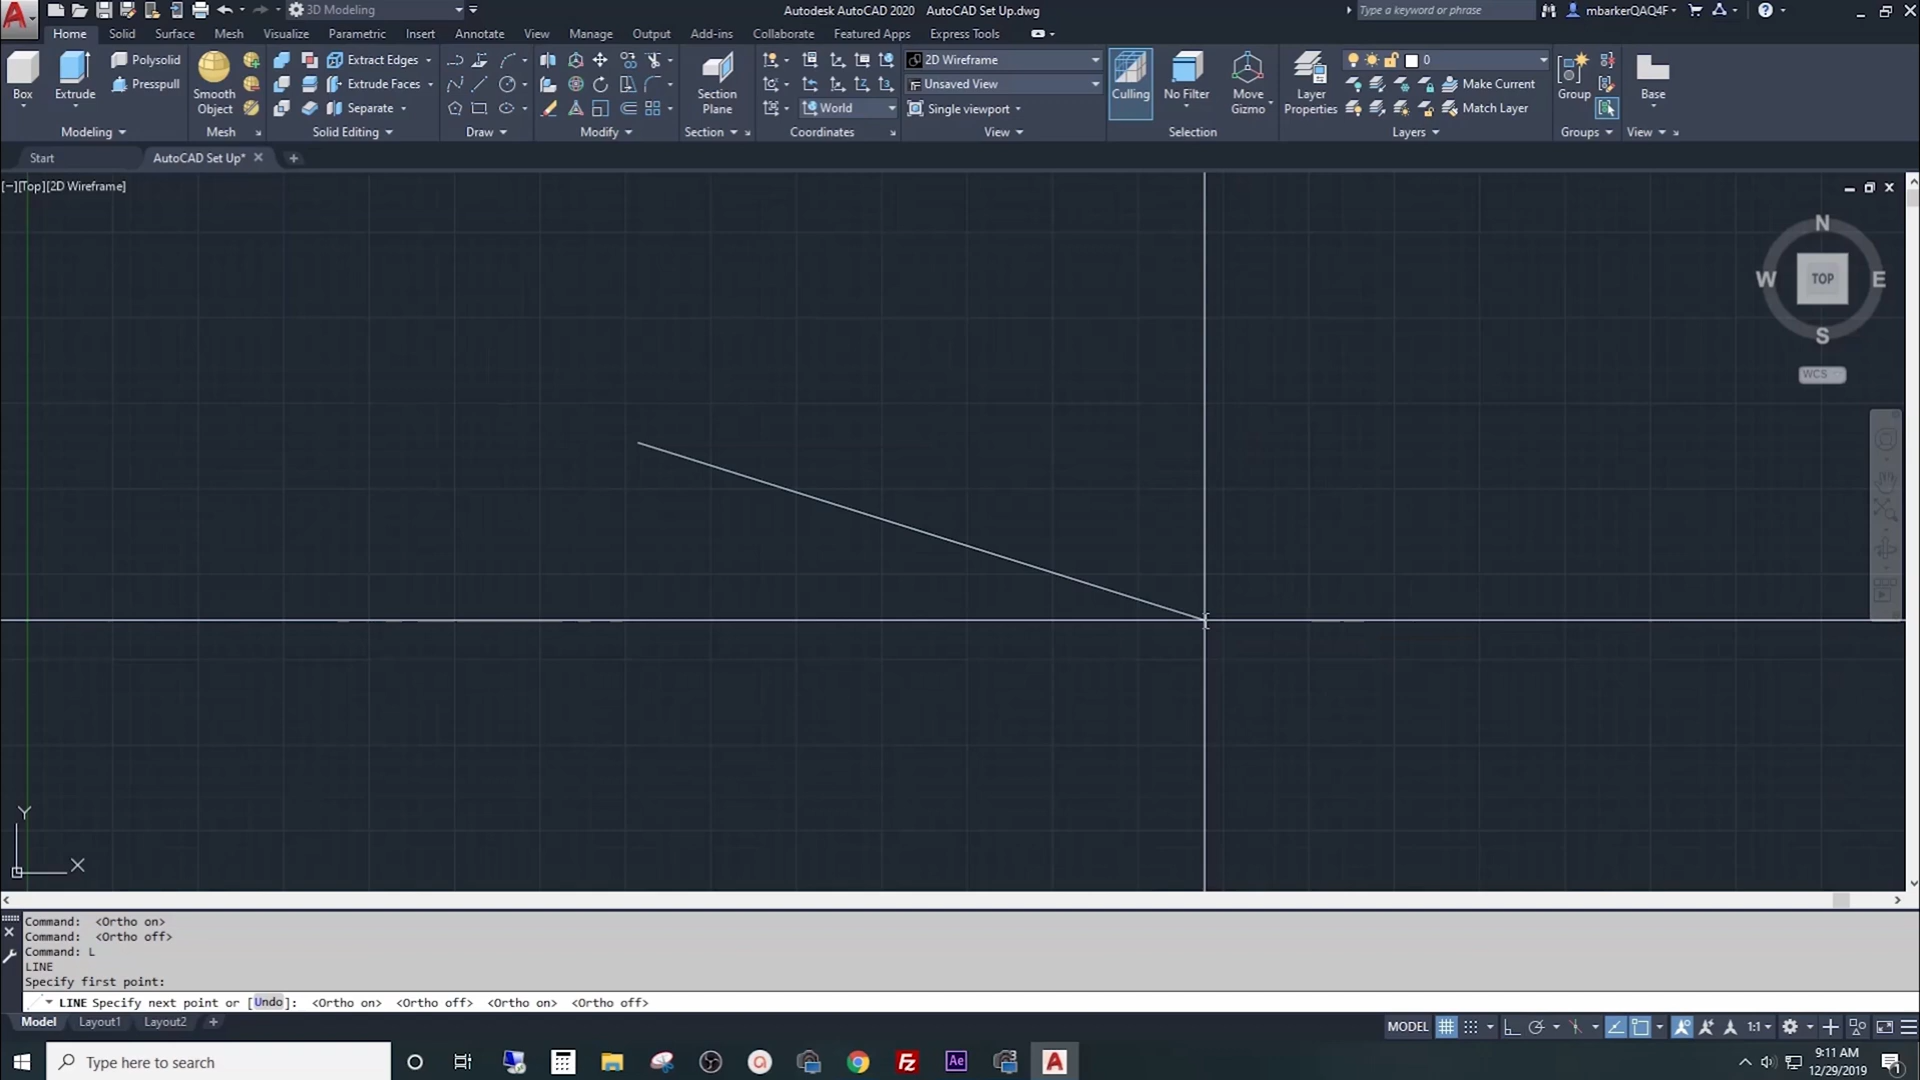 3D Modeling
Autodesk AutoCAD 2020 AutoCAD Set Up.dwg
Type a keyword or phrase
mbarkerQAQ4F
Home Solid Surface Mesh Visualize Parametric Insert Annotate View Manage Output Add-ins Collaborate Featured Apps Express Tools
Box
Extrude
Polysolid
Presspull
Smooth
Object
Extract Edges
Extrude Faces
Separate
Section
Plane
World
2D Wireframe
Unsaved View
Single viewport
Culling
No Filter
Move
Gizmo
Layer
Properties
0
Make Current
Match Layer
Group
Base
Modeling Mesh Solid Editing Draw Modify Section Coordinates View Selection Layers Groups View
Start AutoCAD Set Up*
[−][Top][2D Wireframe]
N
W TOP E
S
WCS
Y
X
Command: <Ortho on>
Command: <Ortho off>
Command: L
LINE
Specify first point:
LINE Specify next point or [Undo]: <Ortho on> <Ortho off> <Ortho on> <Ortho off>
Model Layout1 Layout2
MODEL 1:1
Type here to search
9:11 AM
12/29/2019